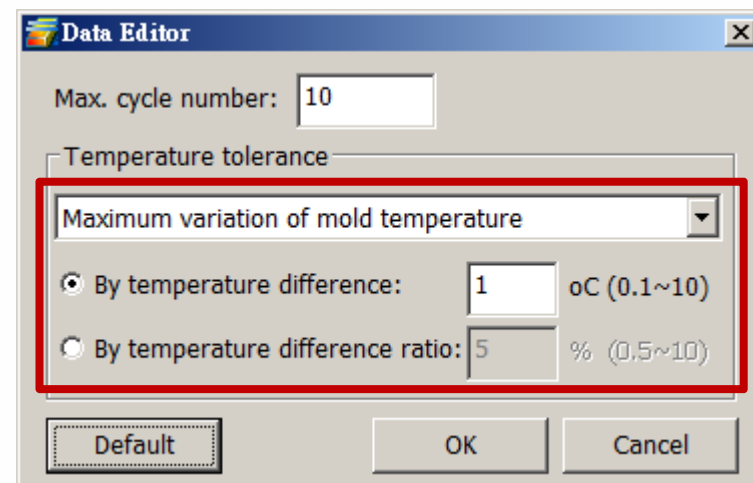 Data Editor
Max. cycle number: 10
Temperature tolerance
Maximum variation of mold temperature
By temperature difference: 1 oC (0.1~10)
By temperature difference ratio: 5 % (0.5~10)
Default OK Cancel